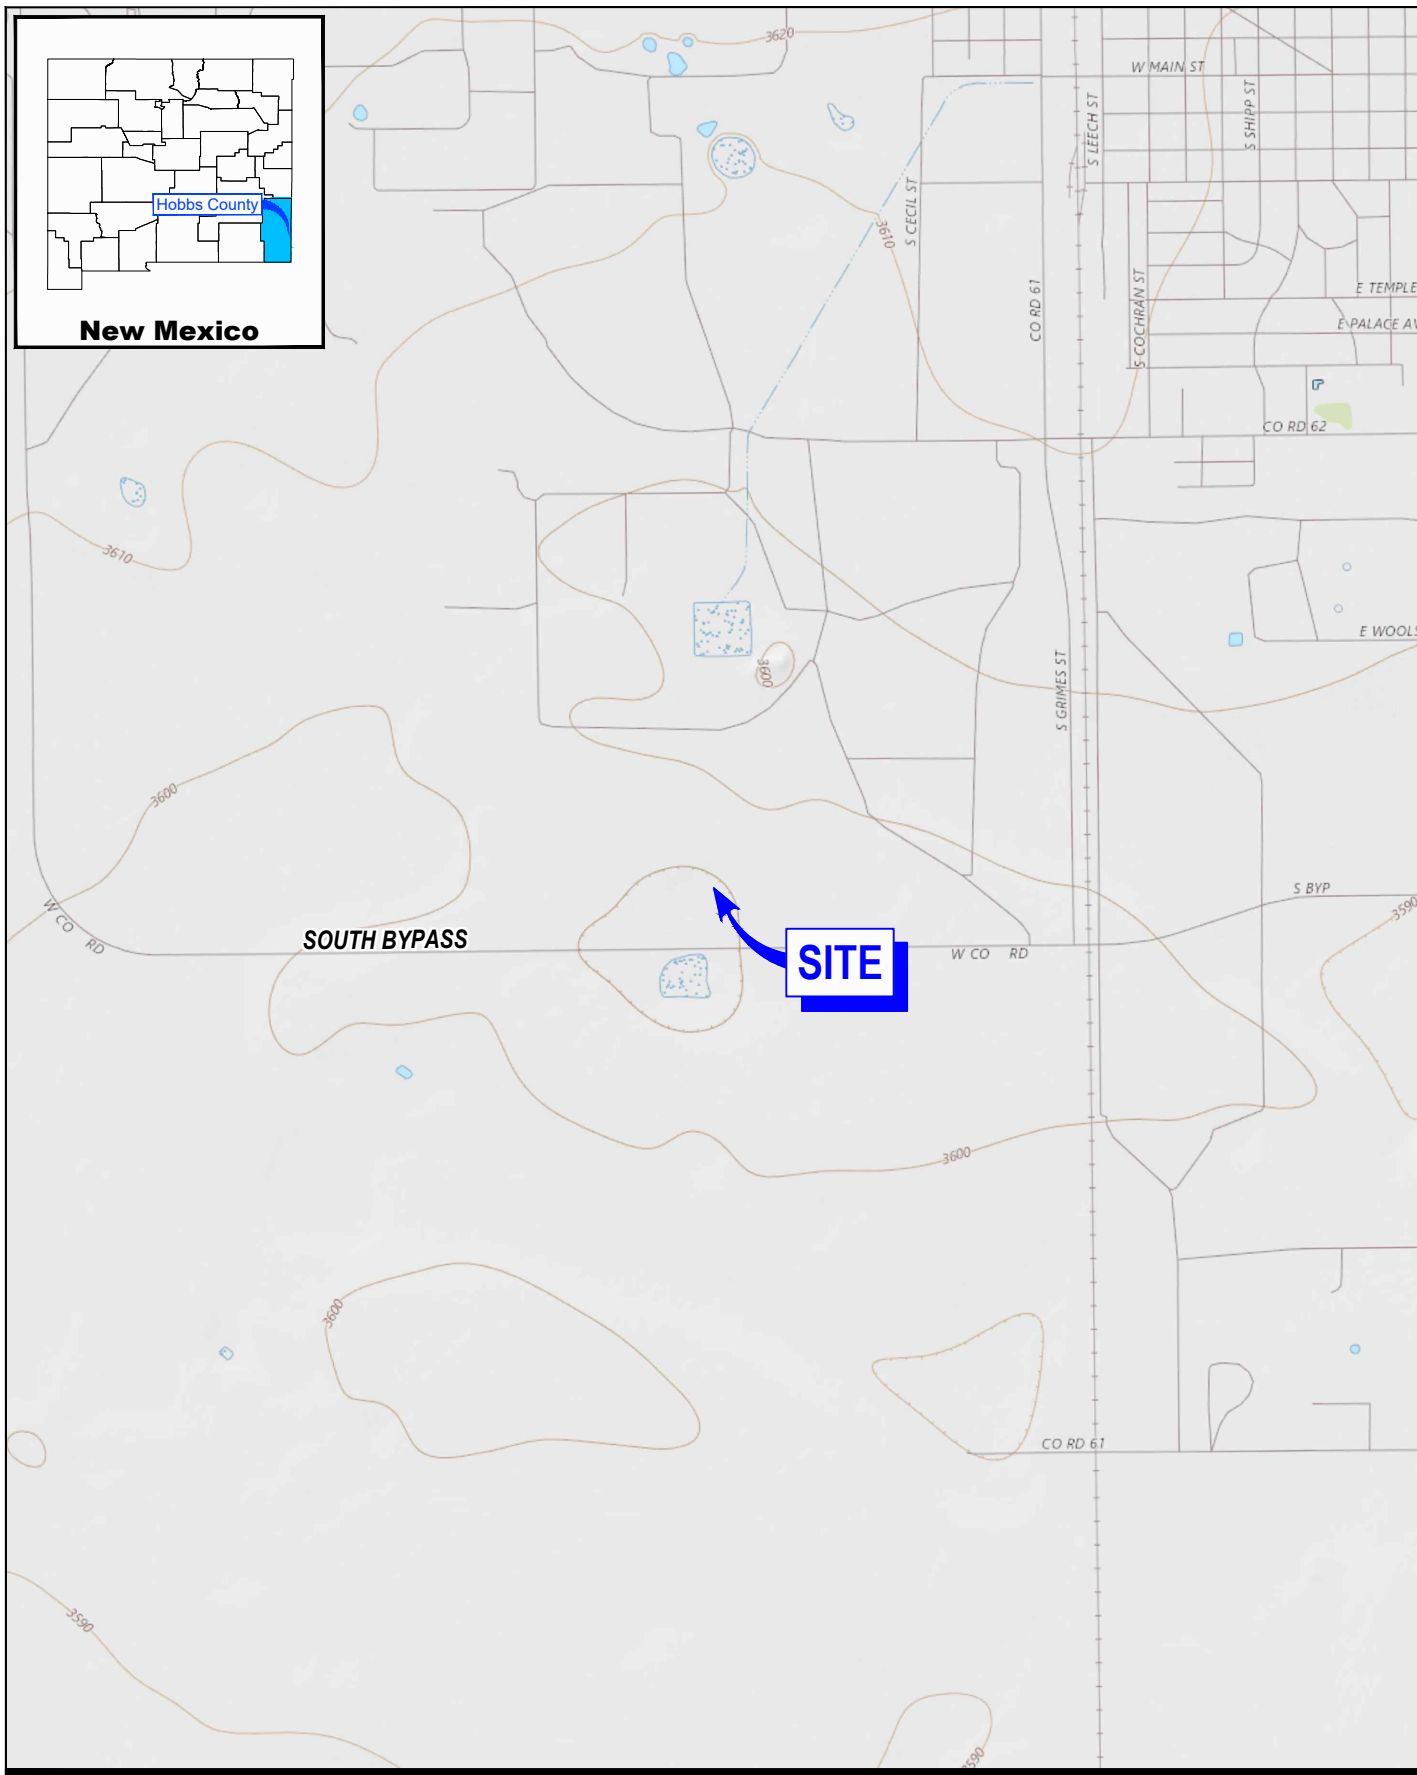 3620
W MAIN ST
S LEECH ST
S SHIPP ST
Hobbs County
New Mexico
S CECIL ST
3610
CO RD 61
S COCHRAN ST
E TEMPLE
E PALACE AV
CO RD 62
3610
E WOOLS
3600
S GRIMES ST
3600
S BYP
3590
W CO RD
SOUTH BYPASS
W CO RD
SITE
3600
3600
CO RD 61
3590
3590